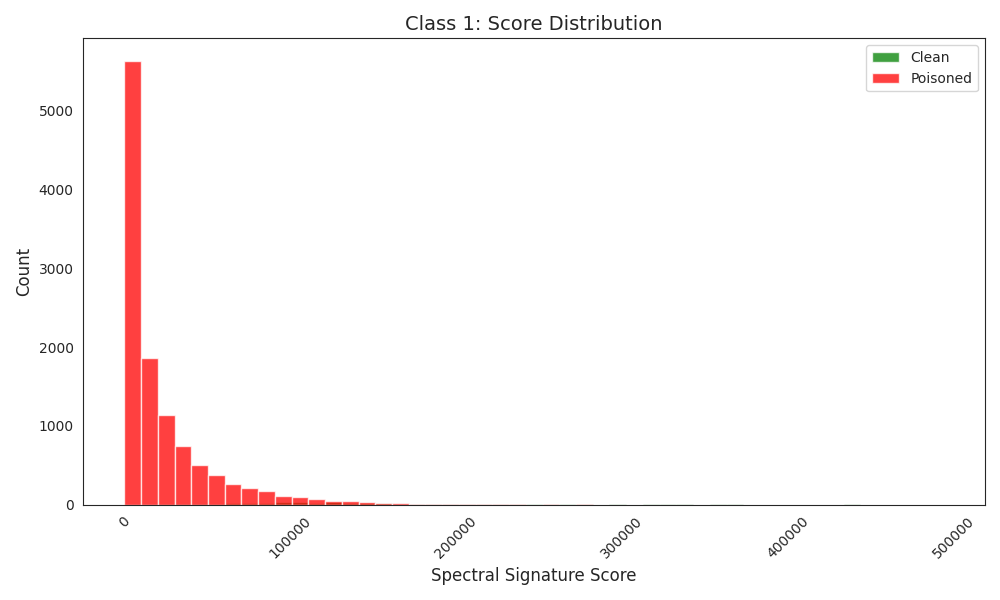 Class 1: Score Distribution
Clean
Poisoned
Count
5000
4000
3000
2000
1000
0
0
100000
200000
300000
400000
500000
Spectral Signature Score